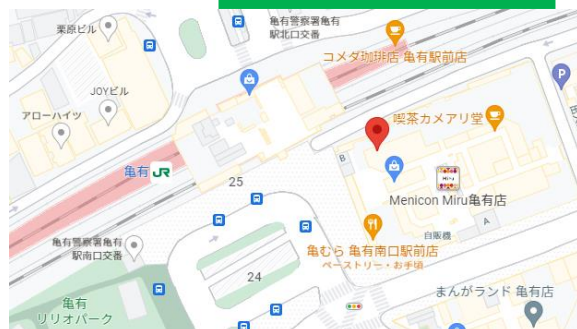 栗原ビル
亀有警察署亀有
駅北口交番
コメダ珈琲店 亀有駅前店
P
JOYビル
アローハイツ
喫茶カメアリ堂
B
亀有 JR
25
Menicon Miru亀有店
A
亀有警察署亀有
駅南口交番
亀むら 亀有南口駅前店
ペーストリー・お手頃
自販機
24
亀有
リリオパーク
まんがランド 亀有店